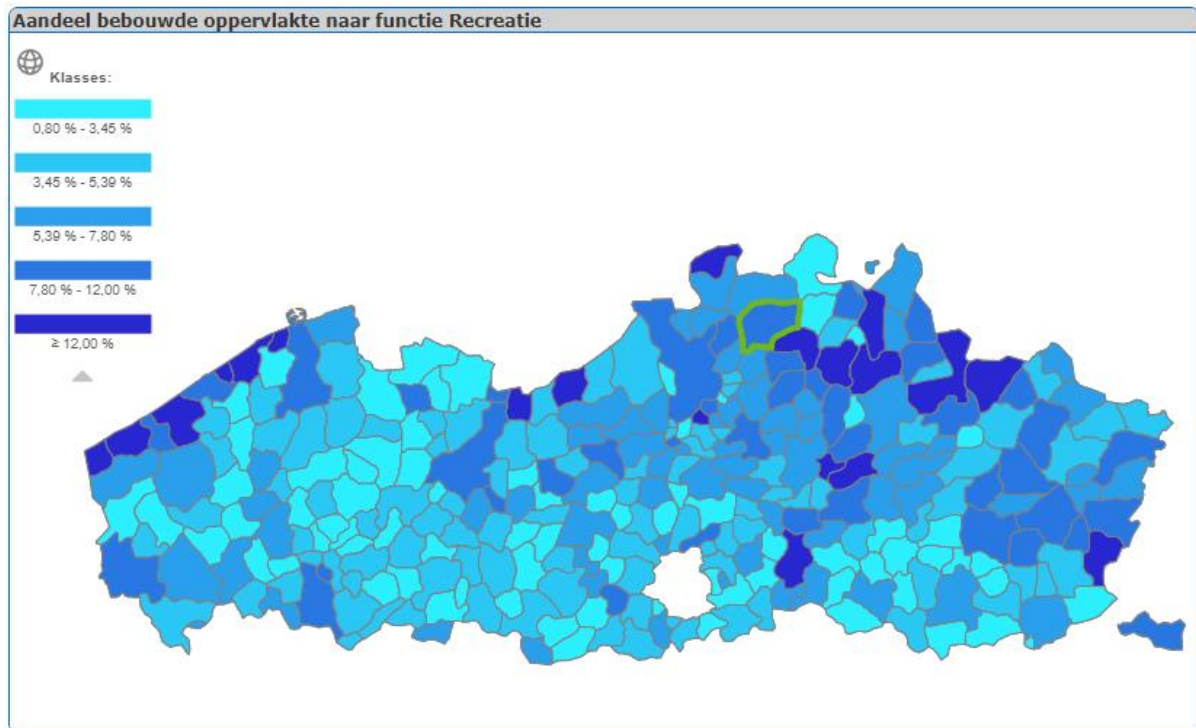 Aandeel bebouwde oppervlakte naar functie Recreatie
Klasses:
0,80 % - 3,45 %
3,45 % - 5,39 %
5,39 % - 7,80 %
7,80 % - 12,00 %
≥ 12,00 %